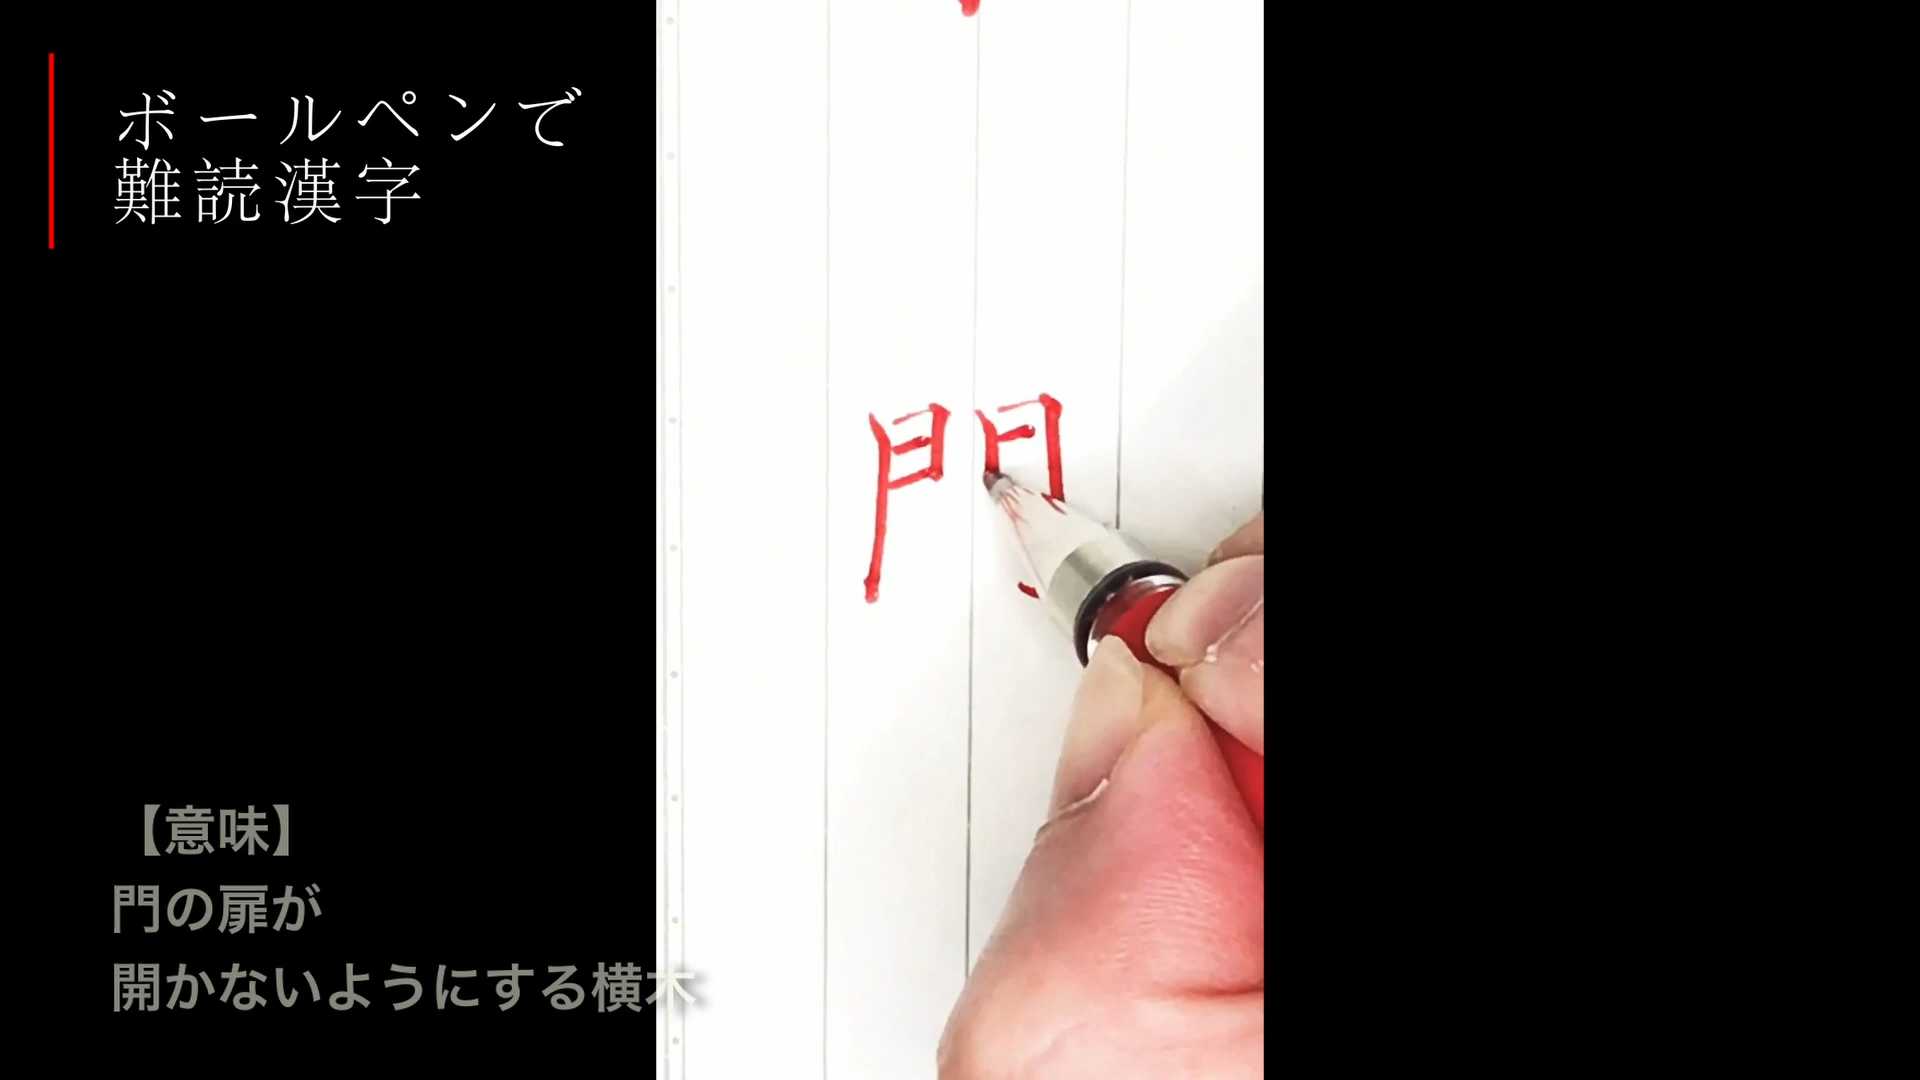 ボールペンで
難読漢字
門
【意味】
門の扉が
開かないようにする横木